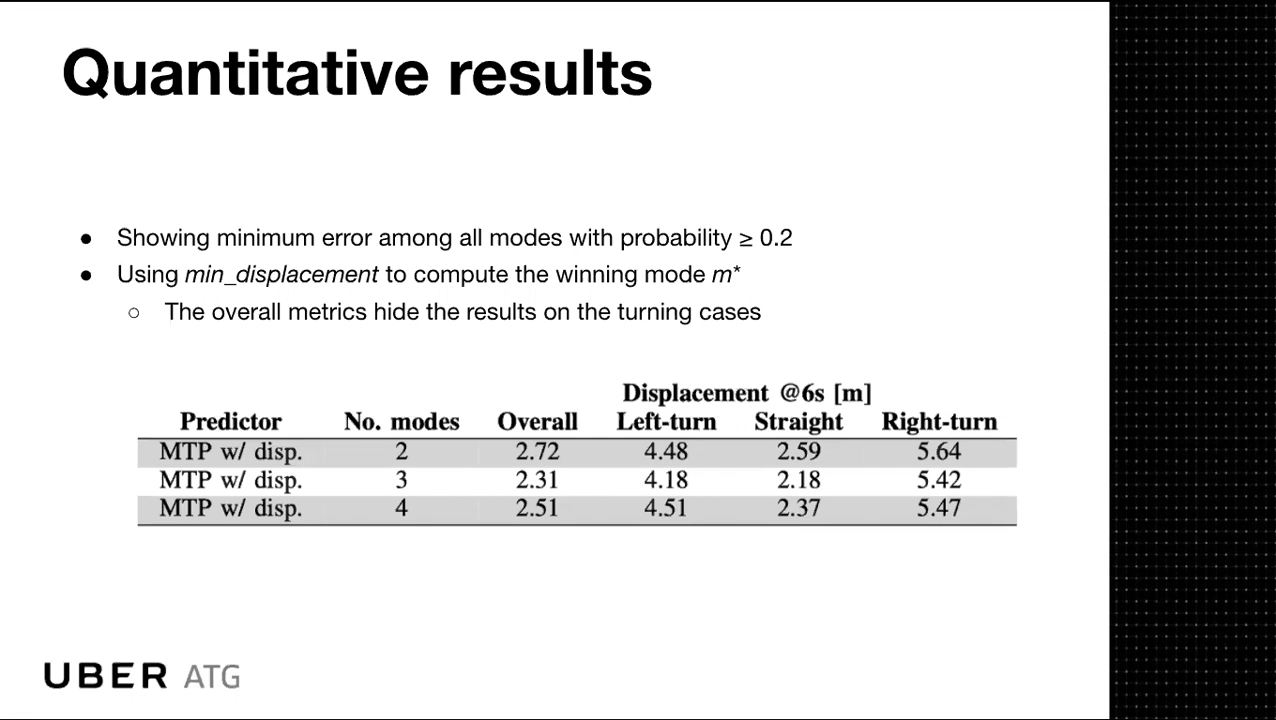 Quantitative results
● Showing minimum error among all modes with probability ≥ 0.2
● Using min_displacement to compute the winning mode m*
○ The overall metrics hide the results on the turning cases
Displacement @6s [m]
Predictor No. modes Overall Left-turn Straight Right-turn
MTP w/ disp. 2 2.72 4.48 2.59 5.64
MTP w/ disp. 3 2.31 4.18 2.18 5.42
MTP w/ disp. 4 2.51 4.51 2.37 5.47
UBER ATG